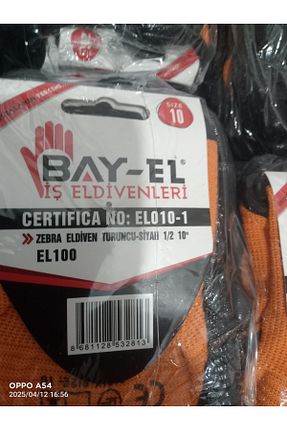 SIZE
10
BAY-EL
İŞ ELDİVENLERİ
CERTIFICA NO: EL010-1
ZEBRA ELDİVEN TURUNCU-SİYAH 1/2 10"
EL100
8 681128 532813
OPPO A54
2025/04/12 16:56